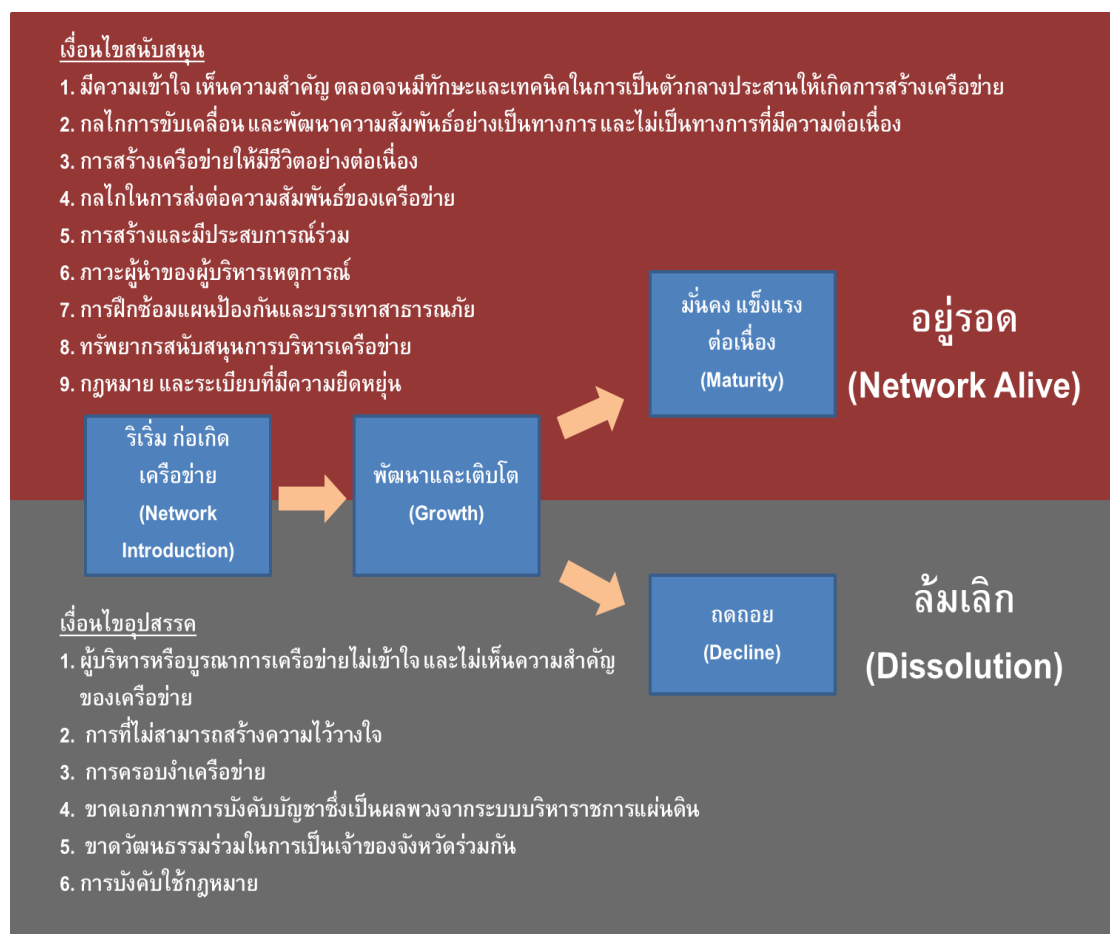 เงื่อนไขสนับสนุน
1. มีความเข้าใจ เห็นความสำคัญ ตลอดจนมีทักษะและเทคนิคในการเป็นตัวกลางประสานให้เกิดการสร้างเครือข่าย
2. กลไกการขับเคลื่อน และพัฒนาความสัมพันธ์อย่างเป็นทางการ และไม่เป็นทางการที่มีความต่อเนื่อง
3. การสร้างเครือข่ายให้มีชีวิตอย่างต่อเนื่อง
4. กลไกในการส่งต่อความสัมพันธ์ของเครือข่าย
5. การสร้างและมีประสบการณ์ร่วม
6. ภาวะผู้นำของผู้บริหารเหตุการณ์
7. การฝึกซ้อมแผนป้องกันและบรรเทาสาธารณภัย
8. ทรัพยากรสนับสนุนการบริหารเครือข่าย
9. กฎหมาย และระเบียบที่มีความยืดหยุ่น
ริเริ่ม ก่อเกิด
เครือข่าย
(Network
Introduction)
พัฒนาและเติบโต
(Growth)
มั่นคง แข็งแรง
ต่อเนื่อง
(Maturity)
อยู่รอด
(Network Alive)
ถดถอย
(Decline)
ล้มเลิก
(Dissolution)
เงื่อนไขอุปสรรค
1. ผู้บริหารหรือบูรณาการเครือข่ายไม่เข้าใจ และไม่เห็นความสำคัญ
ของเครือข่าย
2. การที่ไม่สามารถสร้างความไว้วางใจ
3. การครอบงำเครือข่าย
4. ขาดเอกภาพการบังคับบัญชาซึ่งเป็นผลพวงจากระบบบริหาราชการแผ่นดิน
5. ขาดวัฒนธรรมร่วมในการเป็นเจ้าของจังหวัดร่วมกัน
6. การบังคับใช้กฎหมาย